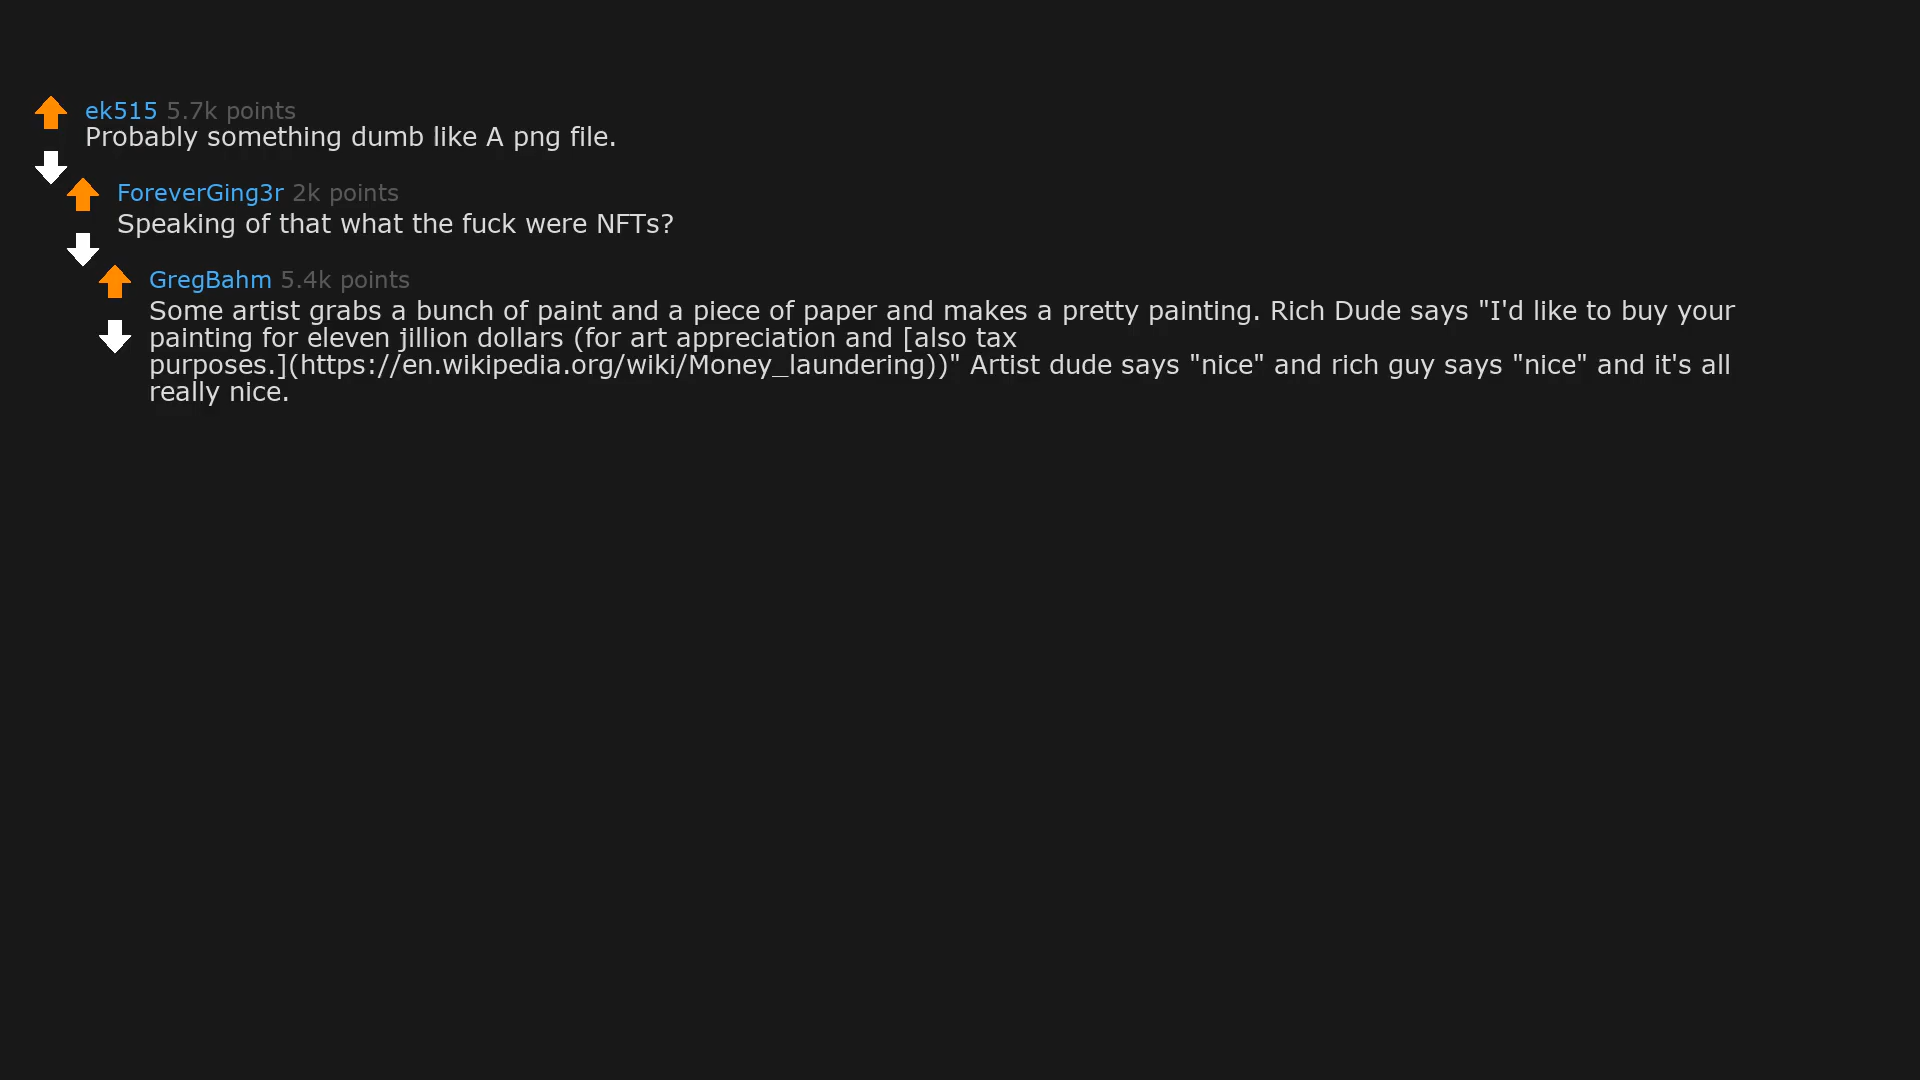 ek515 5.7k points
Probably something dumb like A png file.
ForeverGing3r 2k points
Speaking of that what the fuck were NFTs?
GregBahm 5.4k points
Some artist grabs a bunch of paint and a piece of paper and makes a pretty painting. Rich Dude says "I'd like to buy your
painting for eleven jillion dollars (for art appreciation and [also tax
purposes.](https://en.wikipedia.org/wiki/Money_laundering))" Artist dude says "nice" and rich guy says "nice" and it's all
really nice.